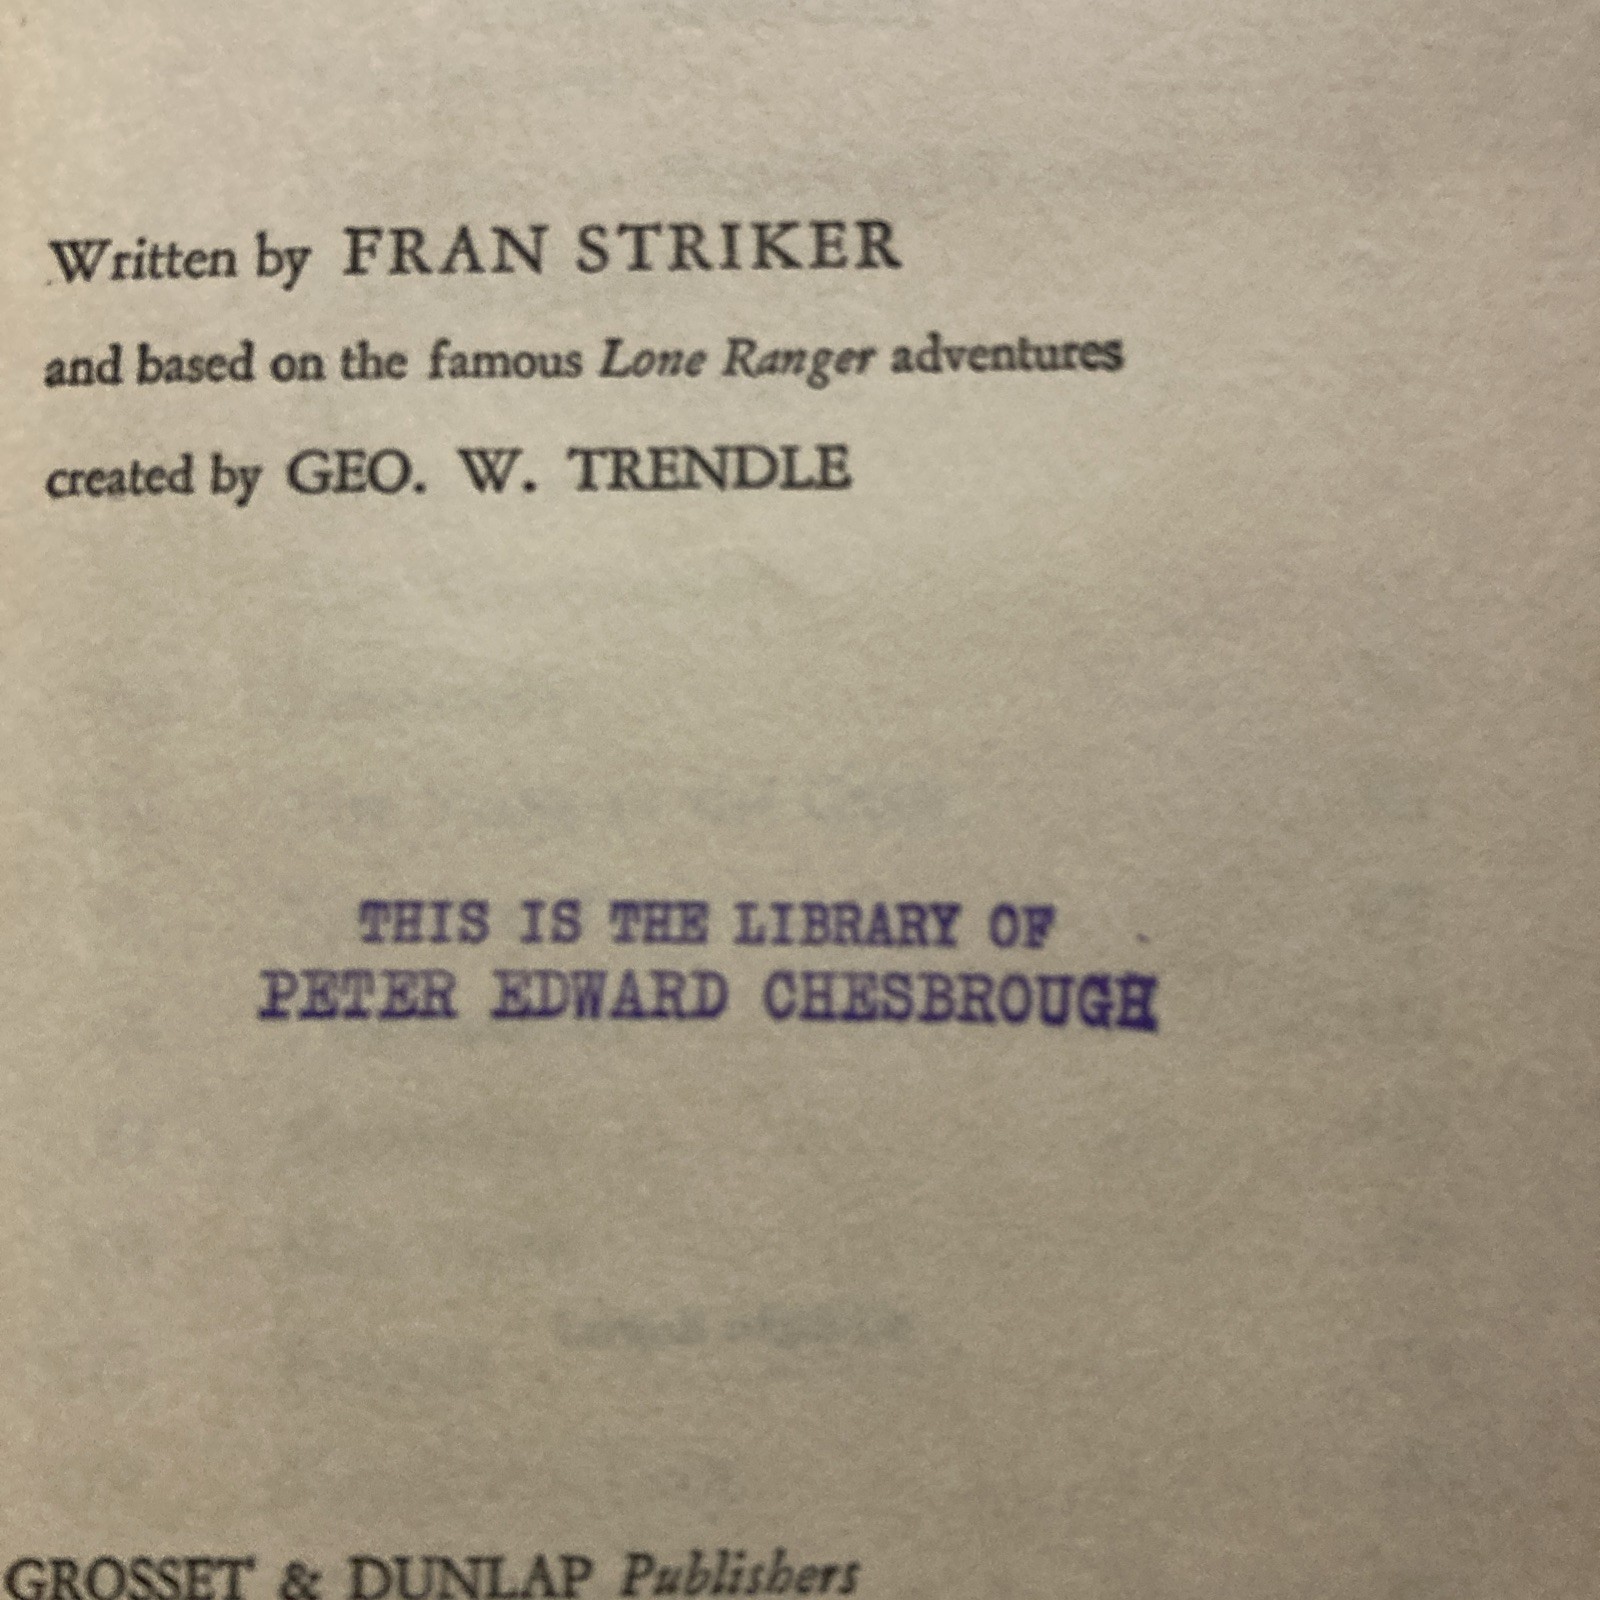 Written by FRAN STRIKER
and based on the famous Lone Ranger adventures
created by GEO. W. TRENDLE
THIS IS THE LIBRARY OF
PETER EDWARD CHESBROUGH
GROSSET & DUNLAP Publishers